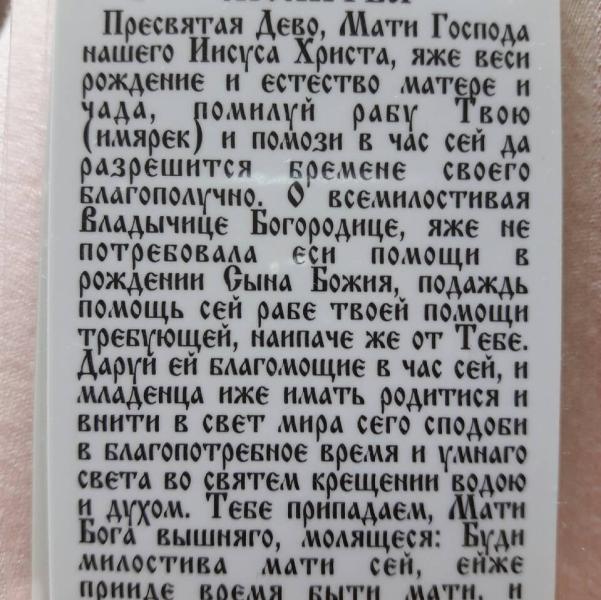 Пресвятая Дево, Мати Господа
нашего Иисуса Христа, яже веси
рождение и естество матере и
чада, помилуй рабу Твою
(имярек) и помози в час сей да
разрешится бремене своего
благополучно. О всемилостивая
Владычице Богородице, яже не
потребовала еси помощи в
рождении Сына Божия, подаждь
помощь сей рабе твоей помощи
требующей, наипаче же от Тебе.
Даруй ей благомощие в час сей, и
младенца иже имать родитися и
внити в свет мира сего сподоби
в благопотребное время и умнаго
света во святем крещении водою
и духом. Тебе припадаем, Мати
Бога вышняго, молящеся: Буди
милостива мати сей, ейже
прииде время быти мати, и